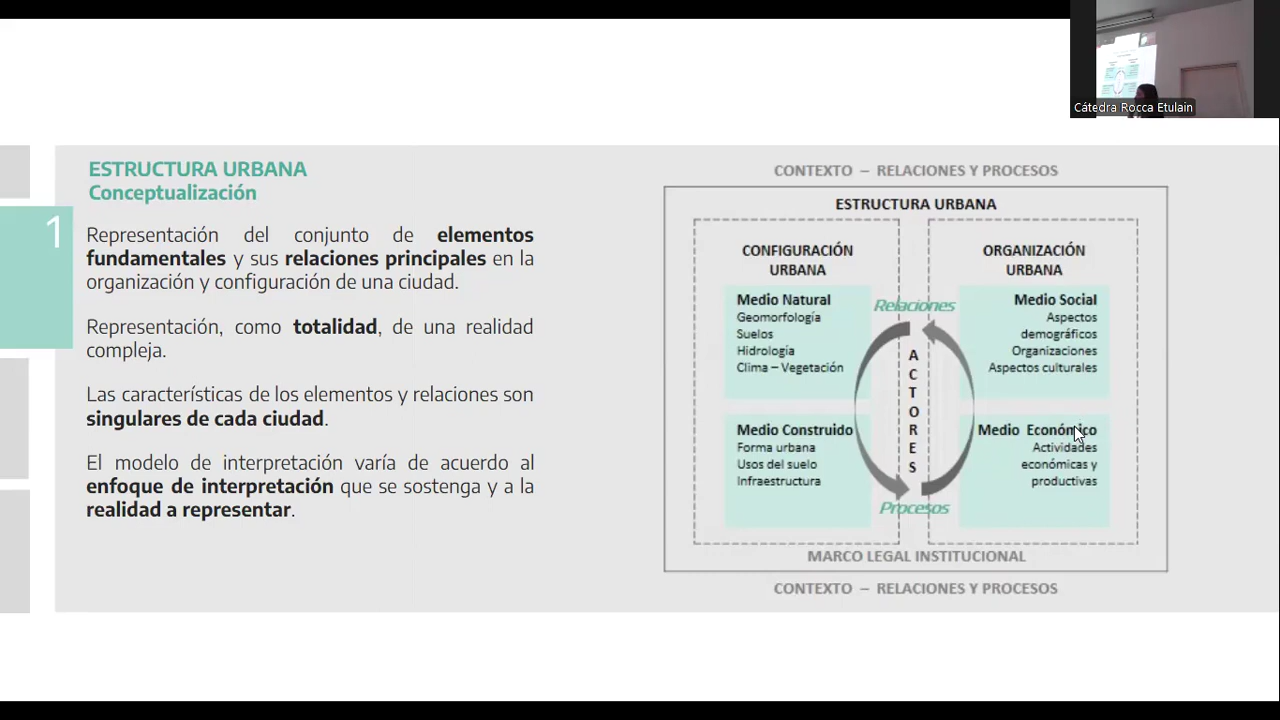 Cátedra Rocca Etulain
ESTRUCTURA URBANA
Conceptualización
1
Representación del conjunto de elementos
fundamentales y sus relaciones principales en la
organización y configuración de una ciudad.
Representación, como totalidad, de una realidad
compleja.
Las características de los elementos y relaciones son
singulares de cada ciudad.
El modelo de interpretación varía de acuerdo al
enfoque de interpretación que se sostenga y a la
realidad a representar.
CONTEXTO – RELACIONES Y PROCESOS
ESTRUCTURA URBANA
CONFIGURACIÓN
URBANA
Medio Natural
Geomorfología
Suelos
Hidrología
Clima – Vegetación
Medio Construido
Forma urbana
Usos del suelo
Infraestructura
Relaciones
ACTORES
Procesos
ORGANIZACIÓN
URBANA
Medio Social
Aspectos
demográficos
Organizaciones
Aspectos culturales
Medio Económico
Actividades
económicas y
productivas
MARCO LEGAL INSTITUCIONAL
CONTEXTO – RELACIONES Y PROCESOS